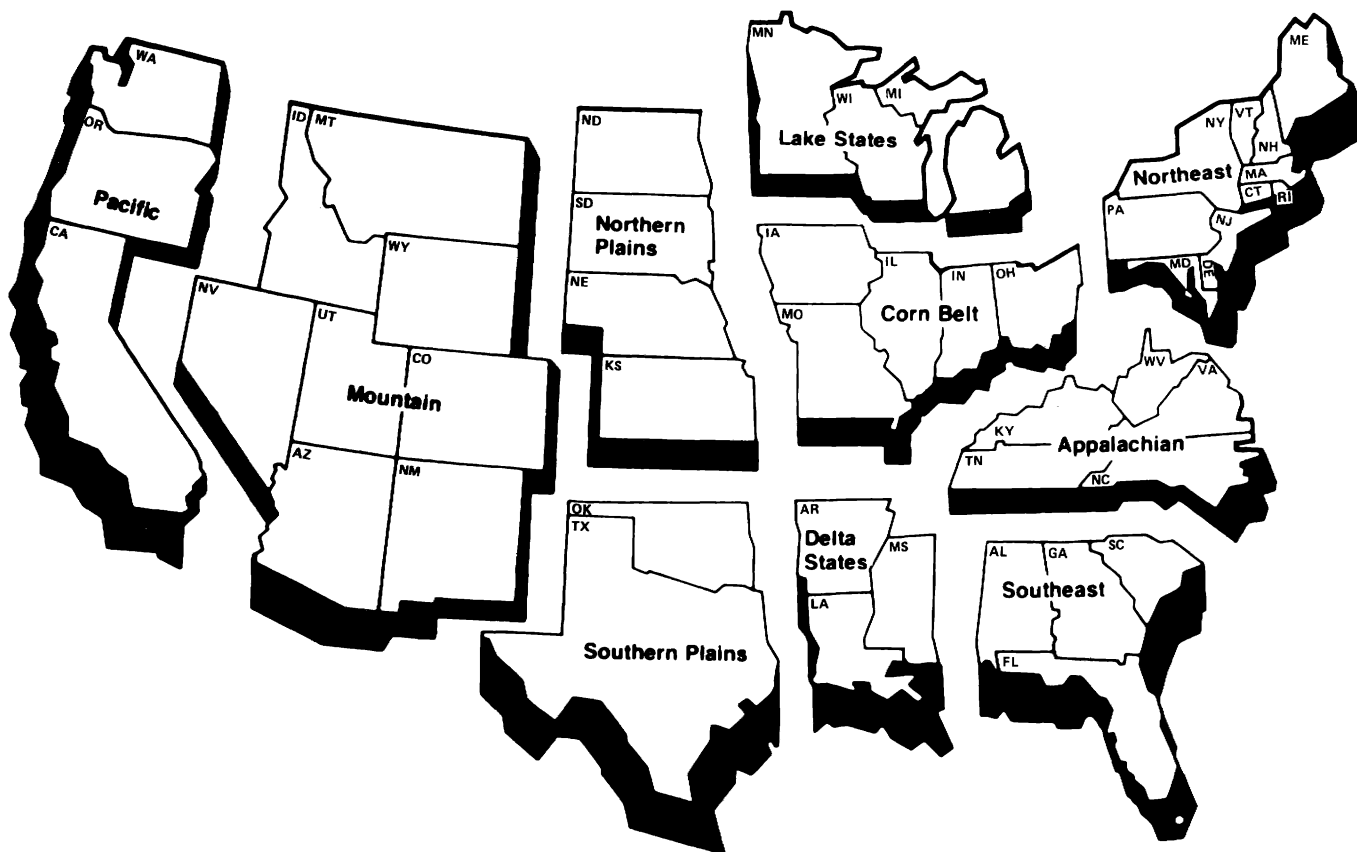 WA
OR
Pacific
CA
ID
MT
WY
NV
UT
CO
Mountain
AZ
NM
ND
SD
Northern
Plains
NE
KS
OK
TX
Southern Plains
MN
WI
MI
Lake States
IA
IL
IN
OH
MO
Corn Belt
AR
Delta
States
MS
LA
ME
NY
VT
NH
Northeast
MA
CT
RI
PA
NJ
MD
DE
WV
VA
KY
Appalachian
TN
NC
AL
GA
SC
Southeast
FL